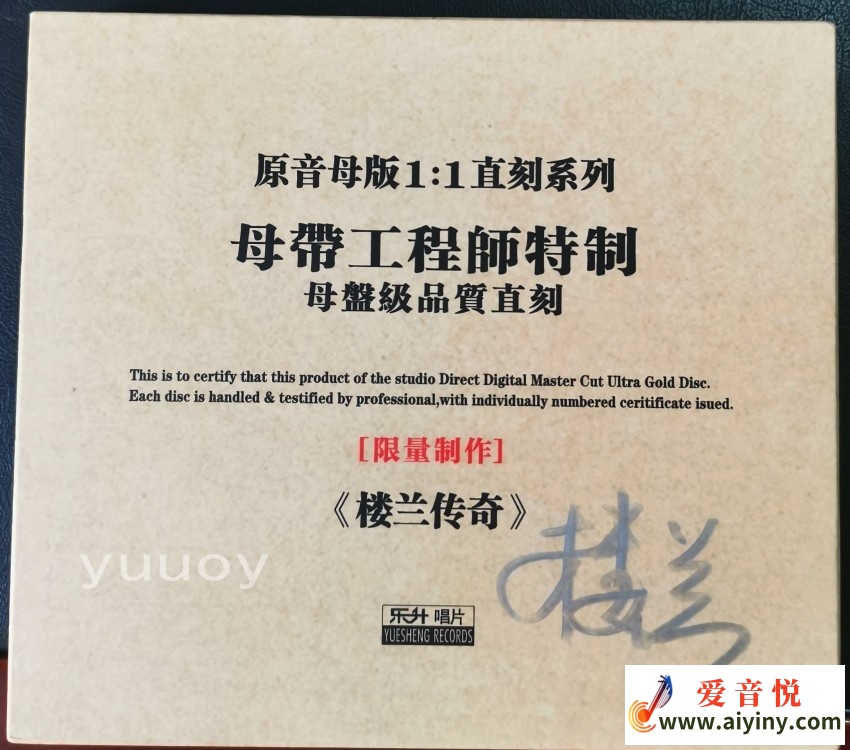 原音母版1:1直刻系列
母帶工程師特制
母盤級品質直刻
This is to certify that this product of the studio Direct Digital Master Cut Ultra Gold Disc.
Each disc is handled & testified by professional,with individually numbered ceritificate isued.
[限量制作]
《楼兰传奇》
楼兰
yuuoy
乐升 唱片
YUESHENG RECORDS
爱音悦
www.aiyiny.com